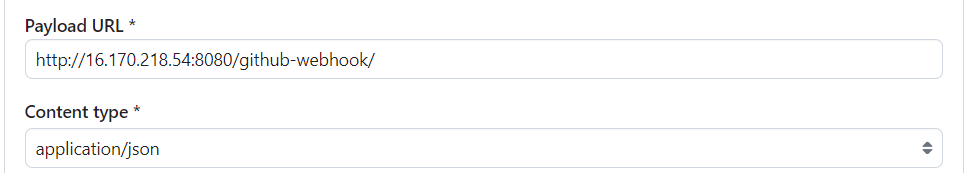 Payload URL *
http://16.170.218.54:8080/github-webhook/
Content type *
application/json